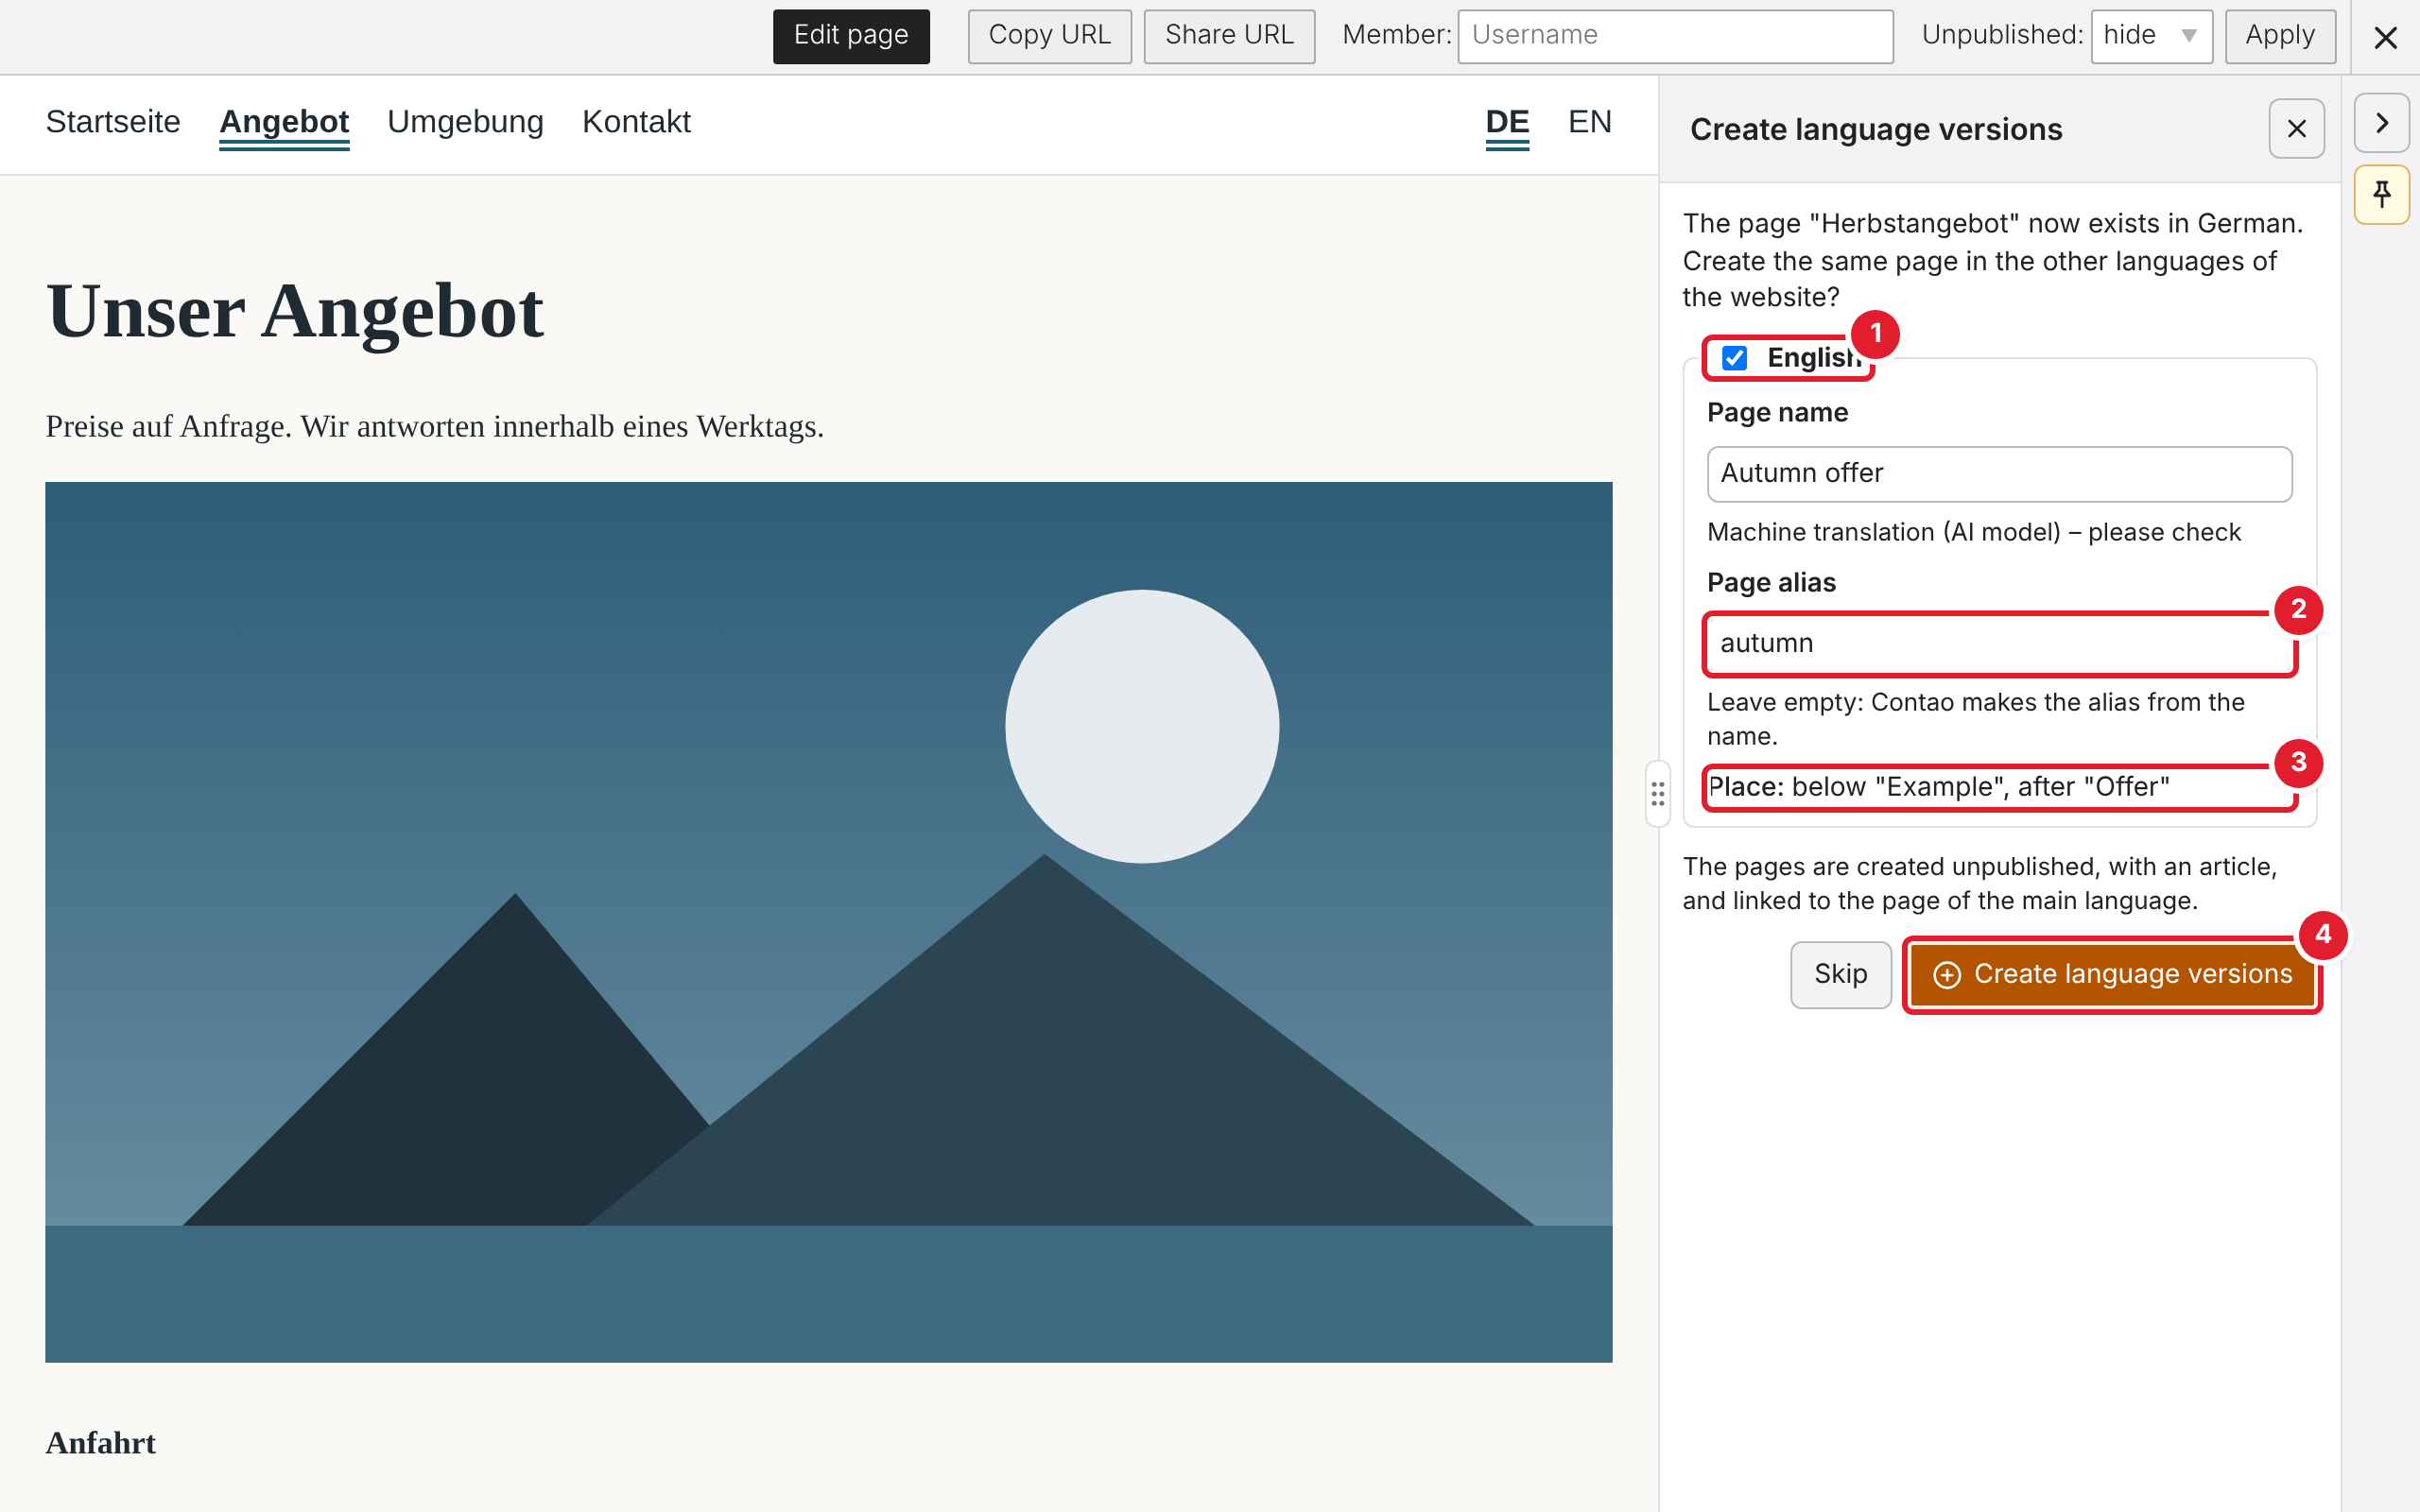 Edit page Copy URL Share URL Member: Username Unpublished: hide Apply
Startseite Angebot Umgebung Kontakt DE EN
Unser Angebot
Preise auf Anfrage. Wir antworten innerhalb eines Werktags.
Anfahrt
Create language versions
The page "Herbstangebot" now exists in German.
Create the same page in the other languages of
the website?
1
English
Page name
Autumn offer
Machine translation (AI model) – please check
Page alias
2
autumn
Leave empty: Contao makes the alias from the
name.
3
Place: below "Example", after "Offer"
The pages are created unpublished, with an article,
and linked to the page of the main language.
4
Skip Create language versions